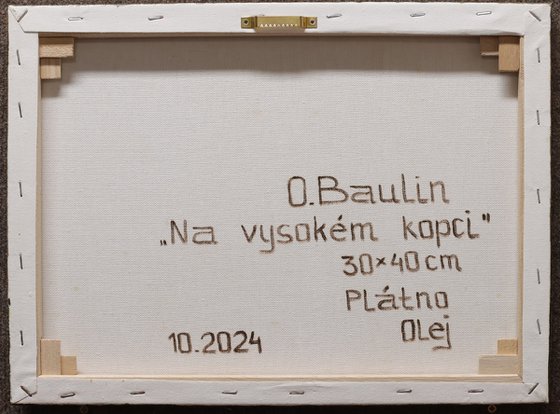 O.Baulin
„Na vysokém kopci"
30×40cm
Plátno
Olej
10.2024